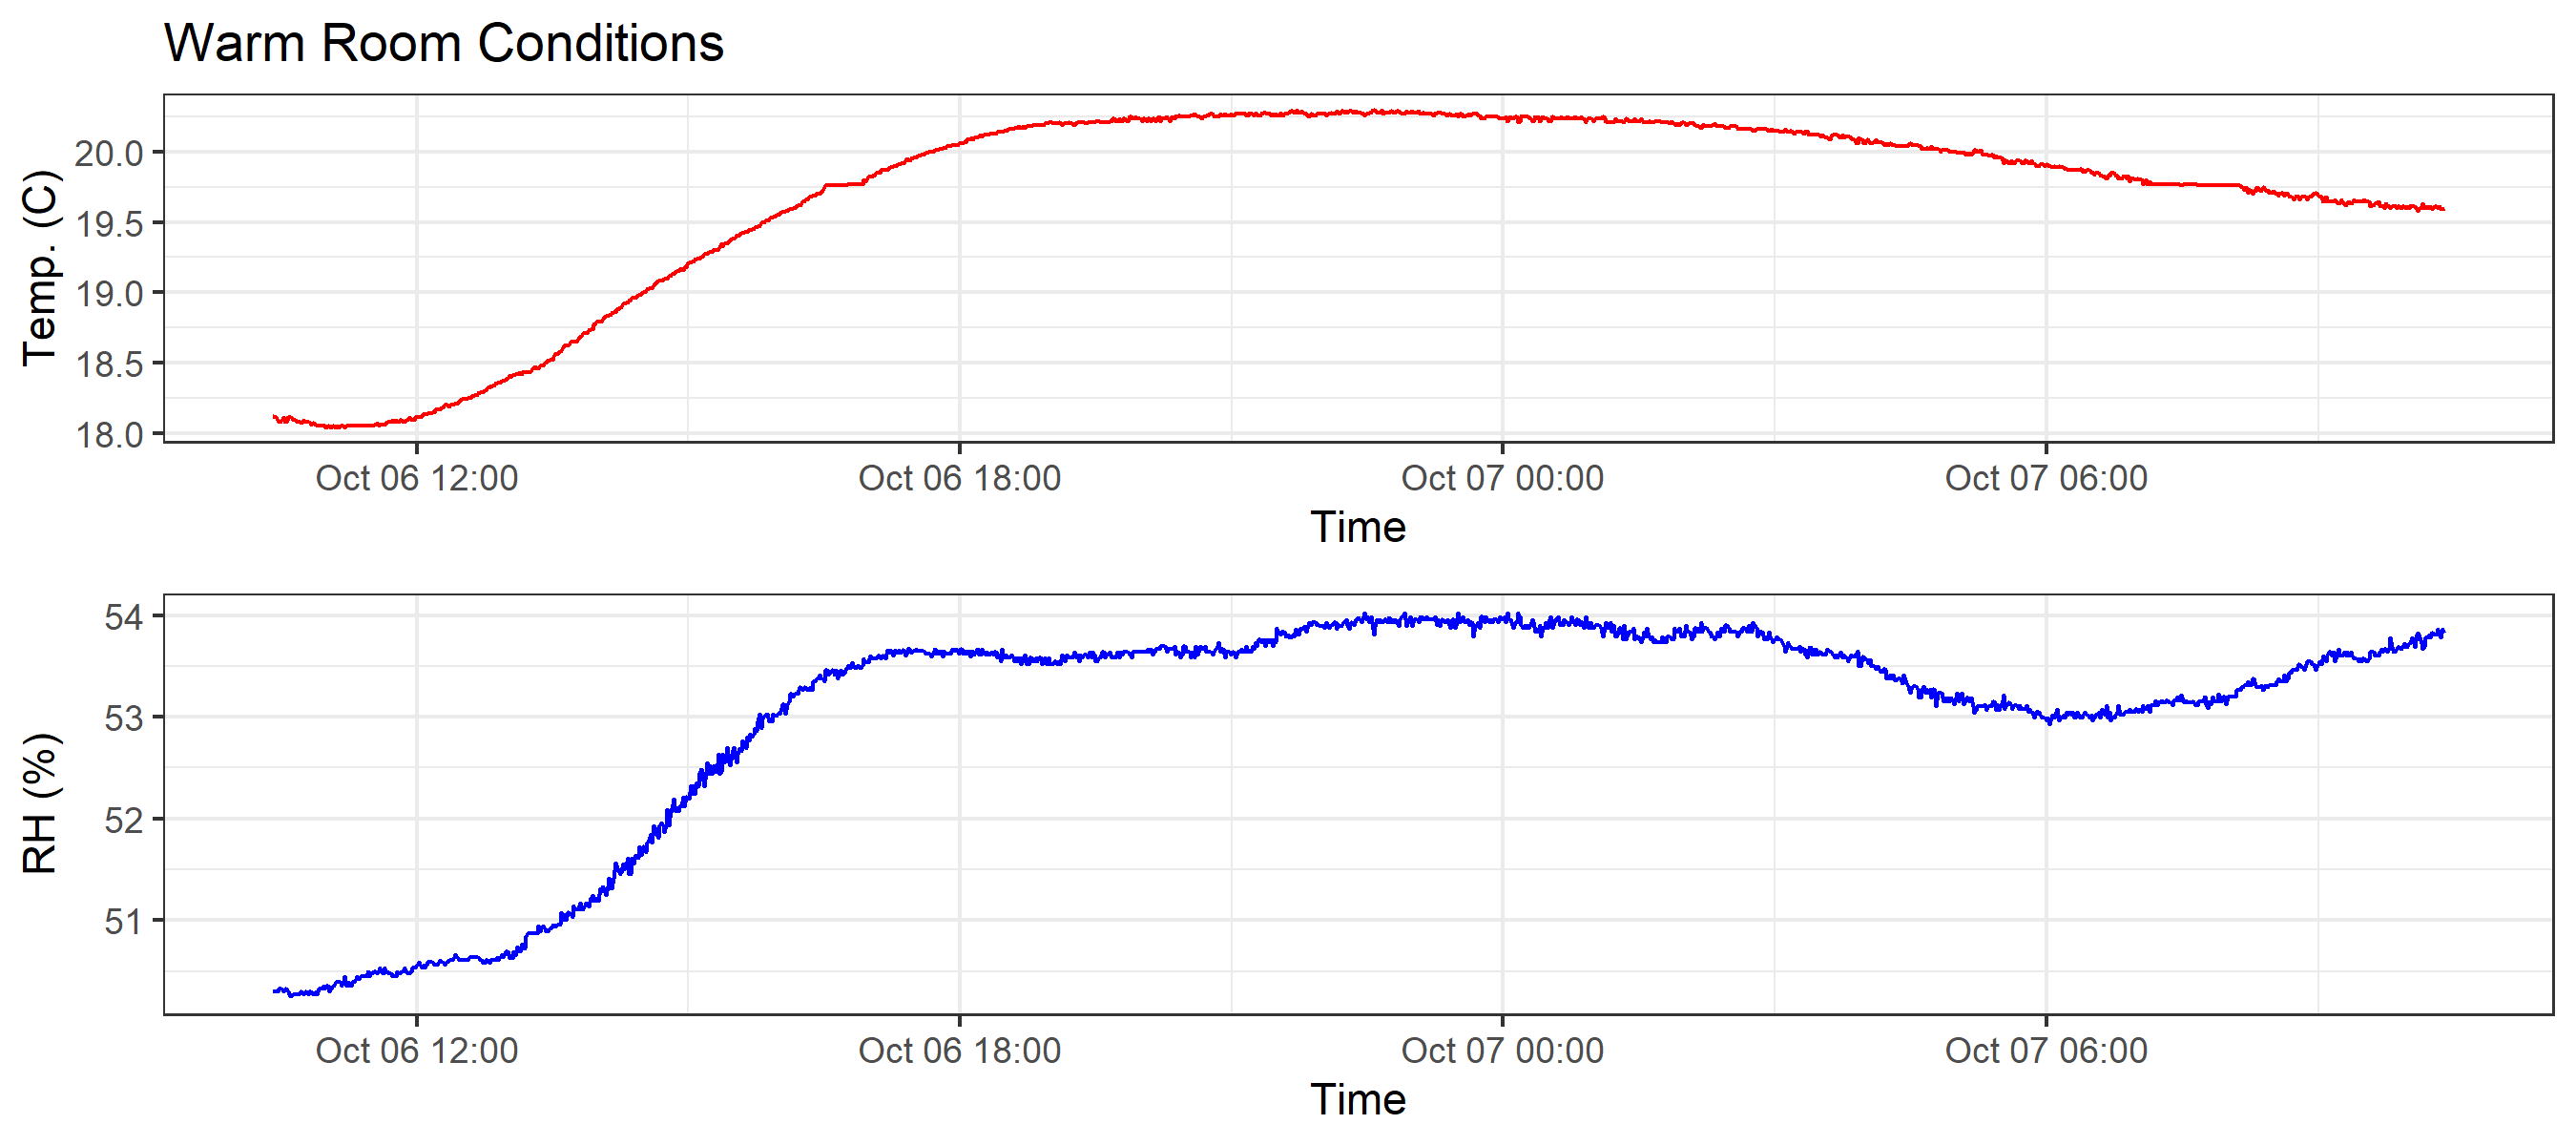 Warm Room Conditions
Temp. (C)
20.0
19.5
19.0
18.5
18.0
Oct 06 12:00 Oct 06 18:00 Oct 07 00:00 Oct 07 06:00
Time
RH (%)
54
53
52
51
Oct 06 12:00 Oct 06 18:00 Oct 07 00:00 Oct 07 06:00
Time